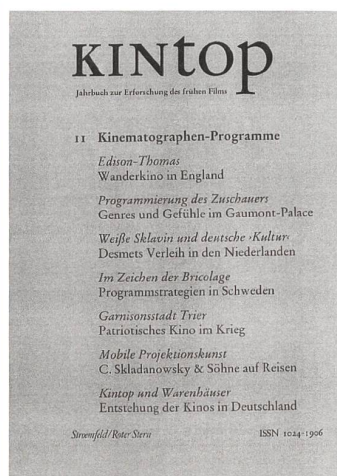 KINtop
Jahrbuch zur Erforschung des frühen Films
11 Kinematographen-Programme
Edison-Thomas
Wanderkino in England
Programmierung des Zuschauers
Genres und Gefühle im Gaumont-Palace
Weiße Sklavin und deutsche ›Kultur‹
Desmets Verleih in den Niederlanden
Im Zeichen der Bricolage
Programmstrategien in Schweden
Garnisonsstadt Trier
Patriotisches Kino im Krieg
Mobile Projektionskunst
C. Skladanowsky & Söhne auf Reisen
Kintop und Warenhäuser
Entstehung der Kinos in Deutschland
Stroemfeld/Roter Stern ISSN 1024-1906